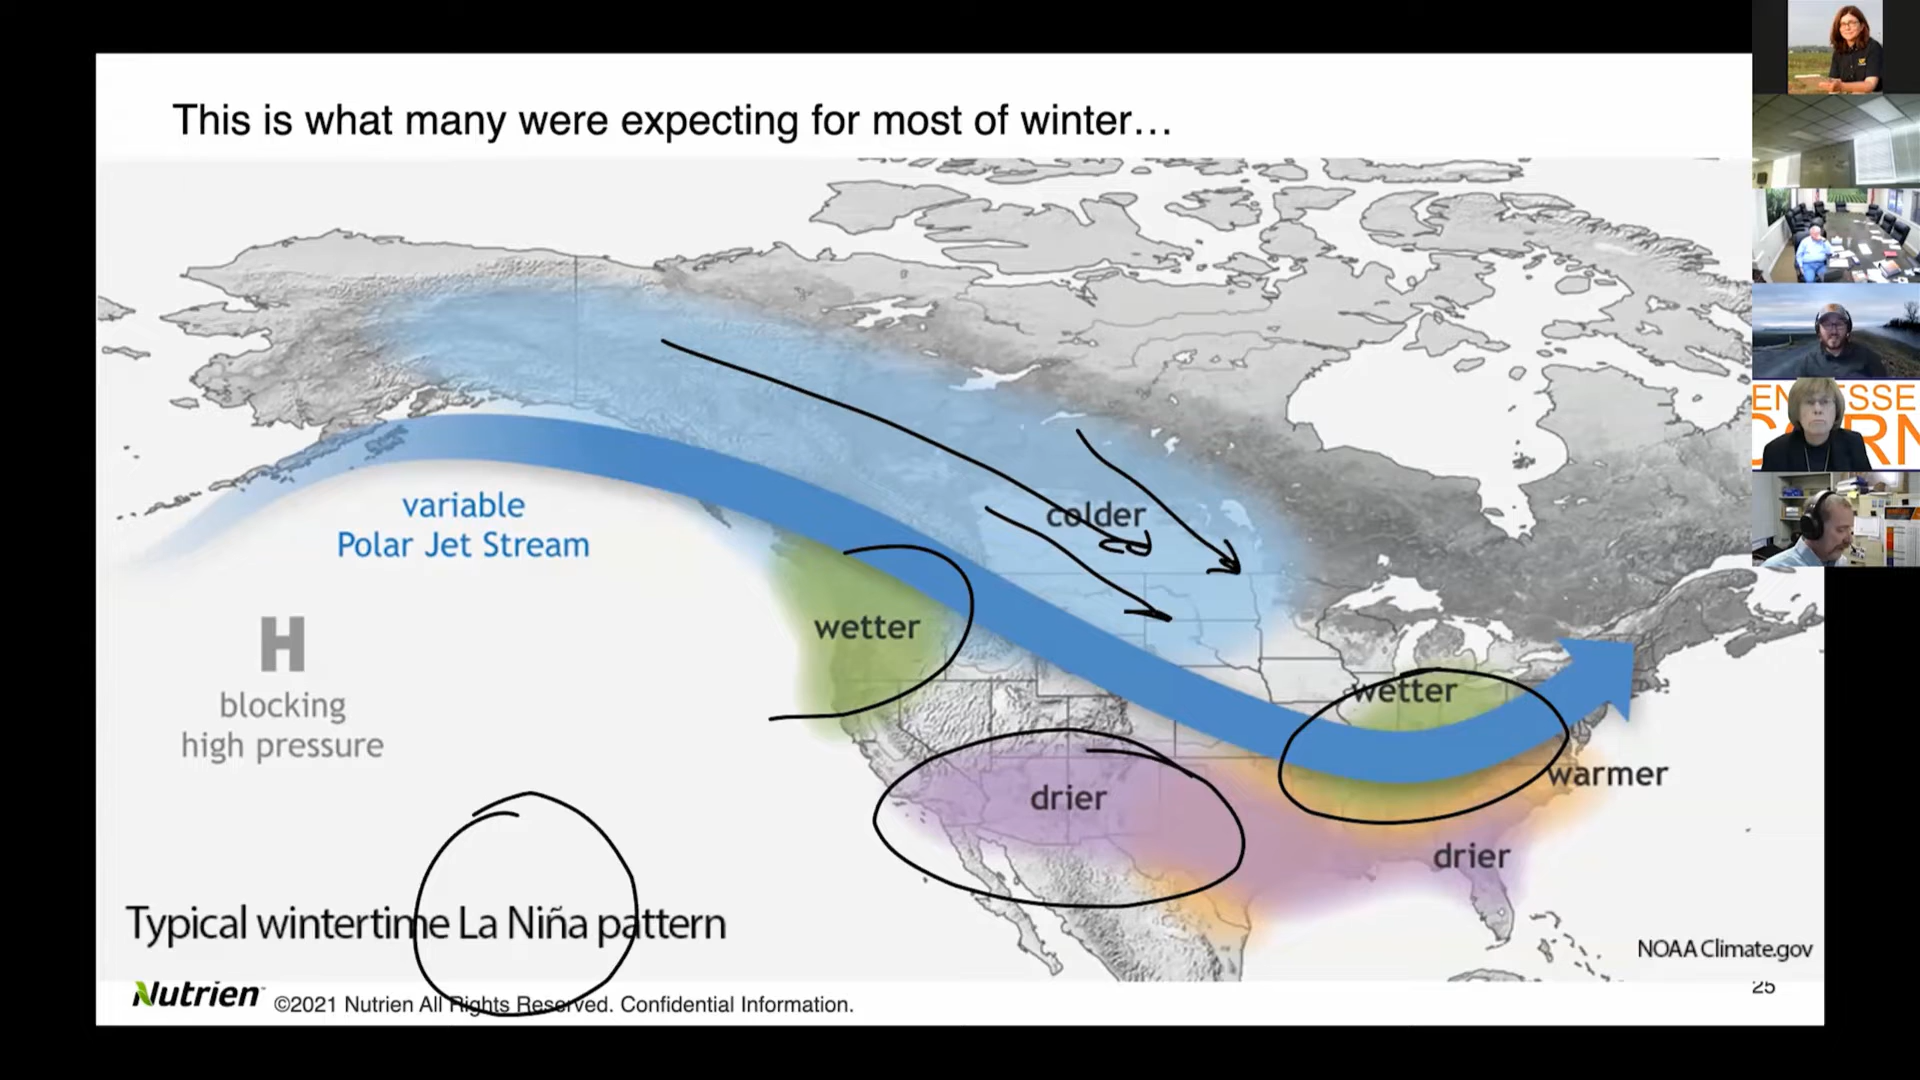 This is what many were expecting for most of winter…
variable
Polar Jet Stream
colder
wetter
H
blocking
high pressure
wetter
drier
warmer
drier
Typical wintertime La Niña pattern
NOAA Climate.gov
Nutrien
©2021 Nutrien All Rights Reserved. Confidential Information.
25